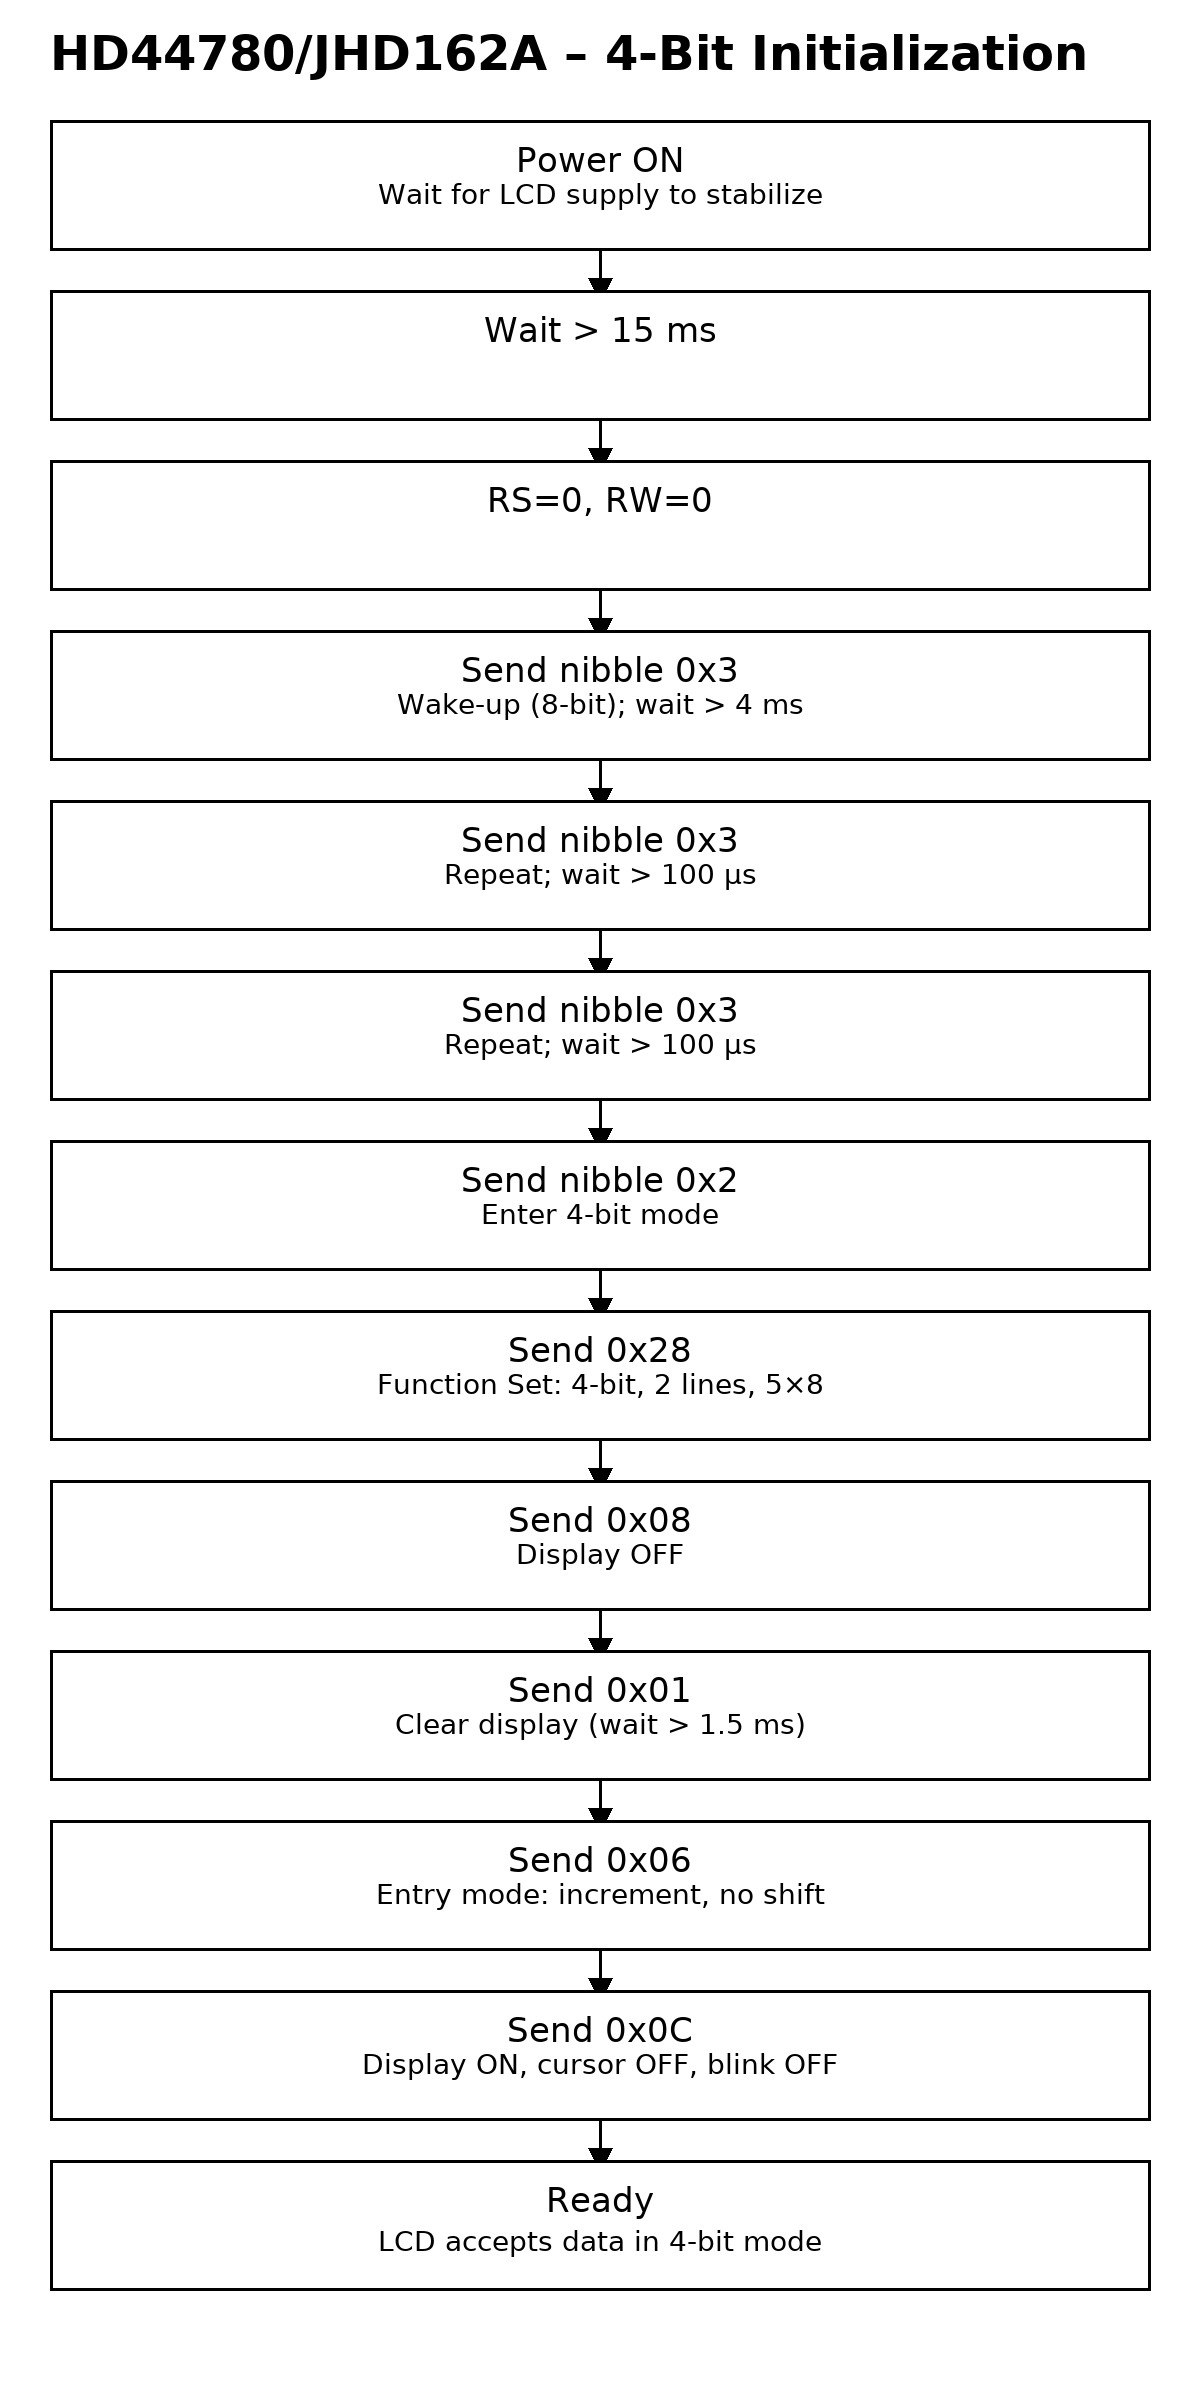 HD44780/JHD162A – 4-Bit Initialization
Power ON
Wait for LCD supply to stabilize
Wait > 15 ms
RS=0, RW=0
Send nibble 0x3
Wake-up (8-bit); wait > 4 ms
Send nibble 0x3
Repeat; wait > 100 µs
Send nibble 0x3
Repeat; wait > 100 µs
Send nibble 0x2
Enter 4-bit mode
Send 0x28
Function Set: 4-bit, 2 lines, 5×8
Send 0x08
Display OFF
Send 0x01
Clear display (wait > 1.5 ms)
Send 0x06
Entry mode: increment, no shift
Send 0x0C
Display ON, cursor OFF, blink OFF
Ready
LCD accepts data in 4-bit mode